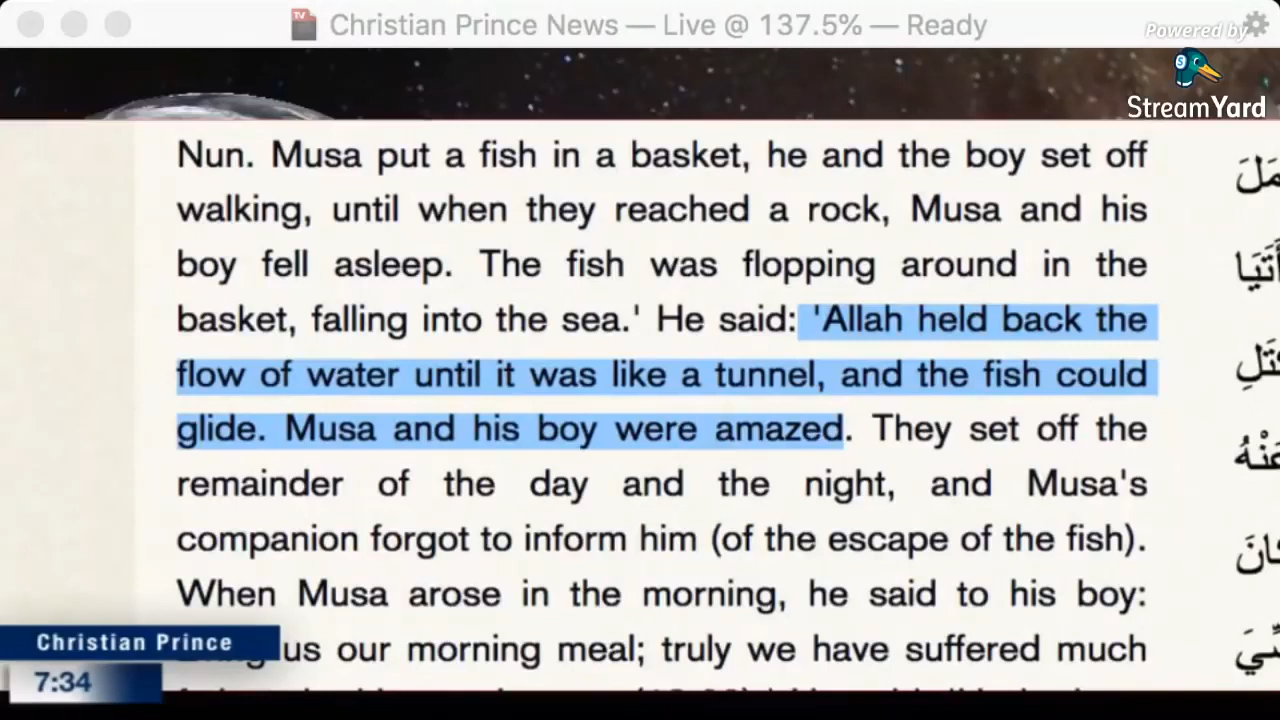 Christian Prince News — Live @ 137.5% — Ready
Powered by
StreamYard
Nun. Musa put a fish in a basket, he and the boy set off
walking, until when they reached a rock, Musa and his
boy fell asleep. The fish was flopping around in the
basket, falling into the sea.' He said: 'Allah held back the
flow of water until it was like a tunnel, and the fish could
glide. Musa and his boy were amazed. They set off the
remainder of the day and the night, and Musa's
companion forgot to inform him (of the escape of the fish).
When Musa arose in the morning, he said to his boy:
us our morning meal; truly we have suffered much
Christian Prince
7:34